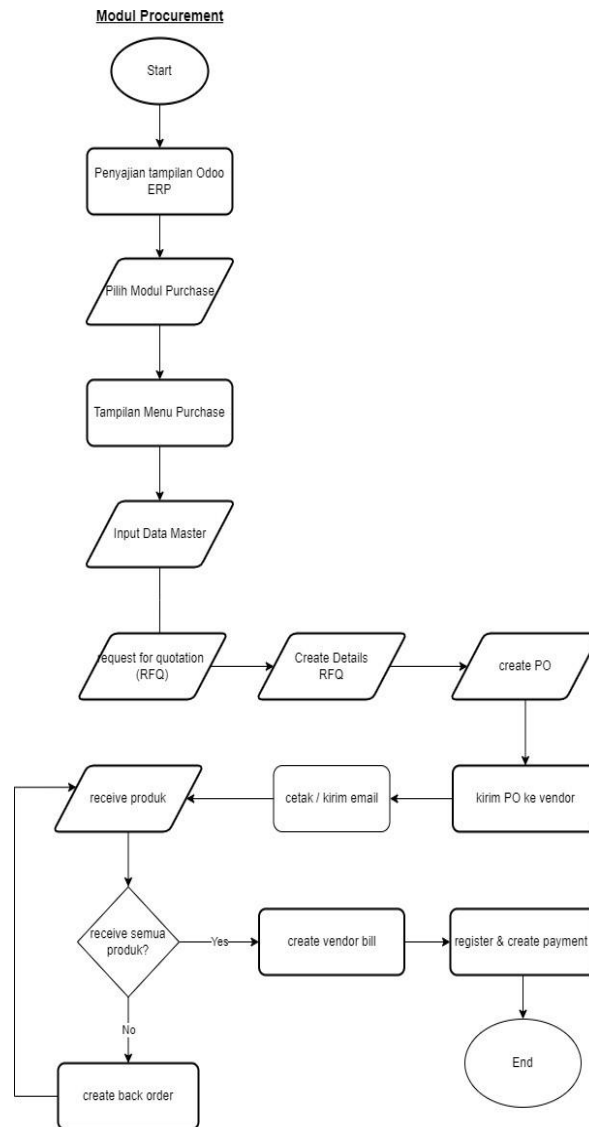 Modul Procurement
Start
Penyajian tampilan Odoo
ERP
Pilih Modul Purchase
Tampilan Menu Purchase
Input Data Master
request for quotation
(RFQ)
Create Details
RFQ
create PO
receive produk
cetak / kirim email
kirim PO ke vendor
receive semua
produk?
Yes
create vendor bill
register & create payment
No
create back order
End